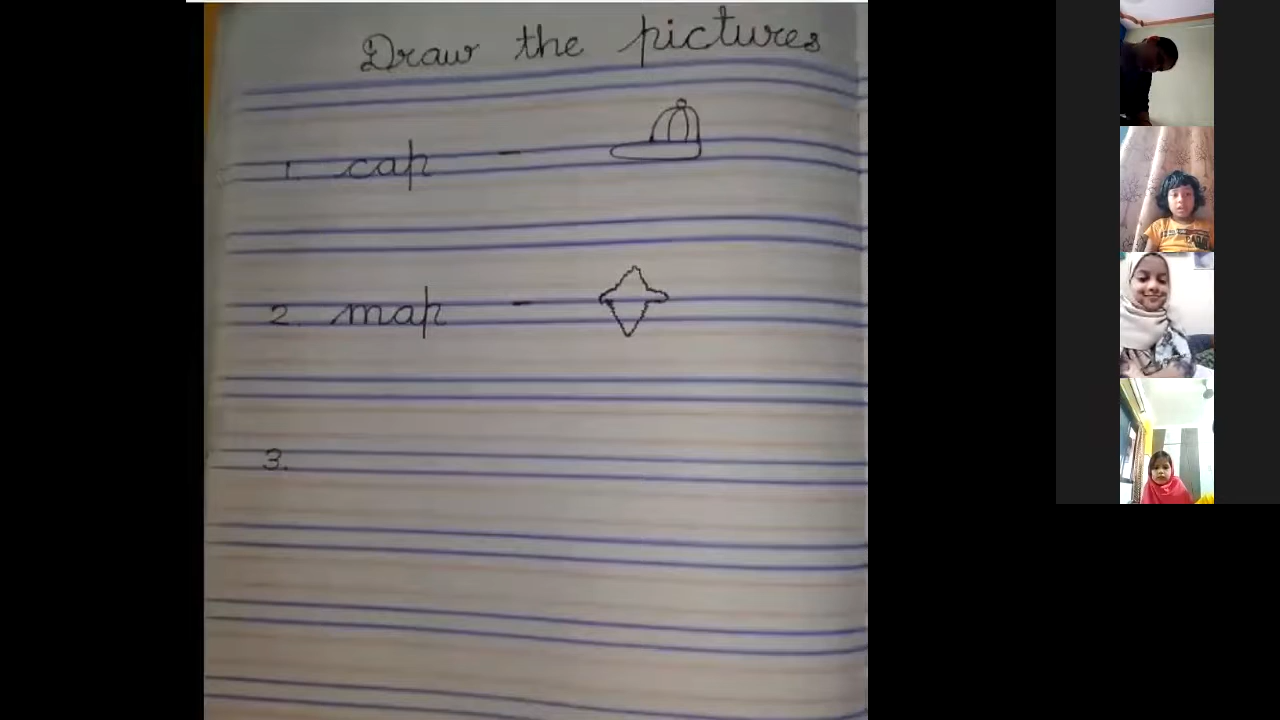 Draw the pictures
1. cap -
2. map -
3.